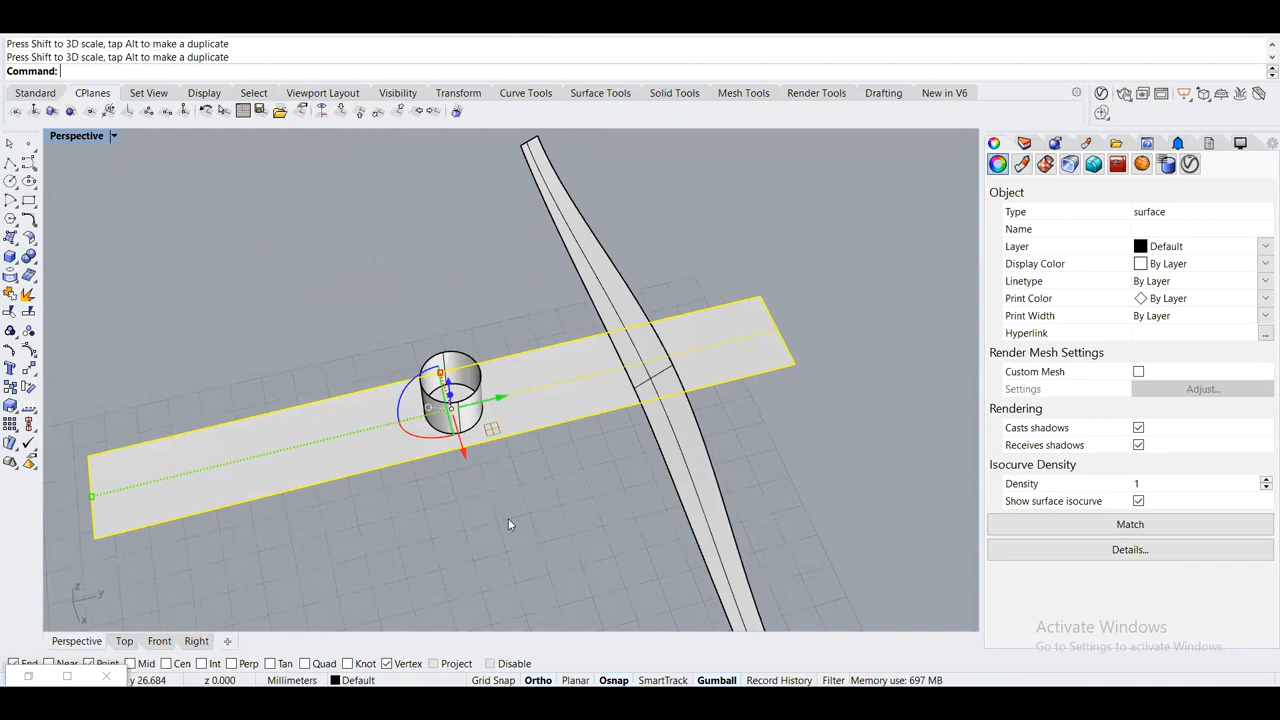 Press Shift to 3D scale, tap Alt to make a duplicate
Press Shift to 3D scale, tap Alt to make a duplicate
Command:
Standard CPlanes Set View Display Select Viewport Layout Visibility Transform Curve Tools Surface Tools Solid Tools Mesh Tools Render Tools Drafting New in V6
Perspective
Object
Type surface
Name
Layer Default
Display Color By Layer
Linetype By Layer
Print Color By Layer
Print Width By Layer
Hyperlink ...
Render Mesh Settings
Custom Mesh
Settings Adjust...
Rendering
Casts shadows
Receives shadows
Isocurve Density
Density 1
Show surface isocurve
Match
Details...
z
y
x
Activate Windows
Go to Settings to activate Windows.
Perspective Top Front Right
End Near Point Mid Cen Int Perp Tan Quad Knot Vertex Project Disable
y 26.684 z 0.000 Millimeters Default Grid Snap Ortho Planar Osnap SmartTrack Gumball Record History Filter Memory use: 697 MB